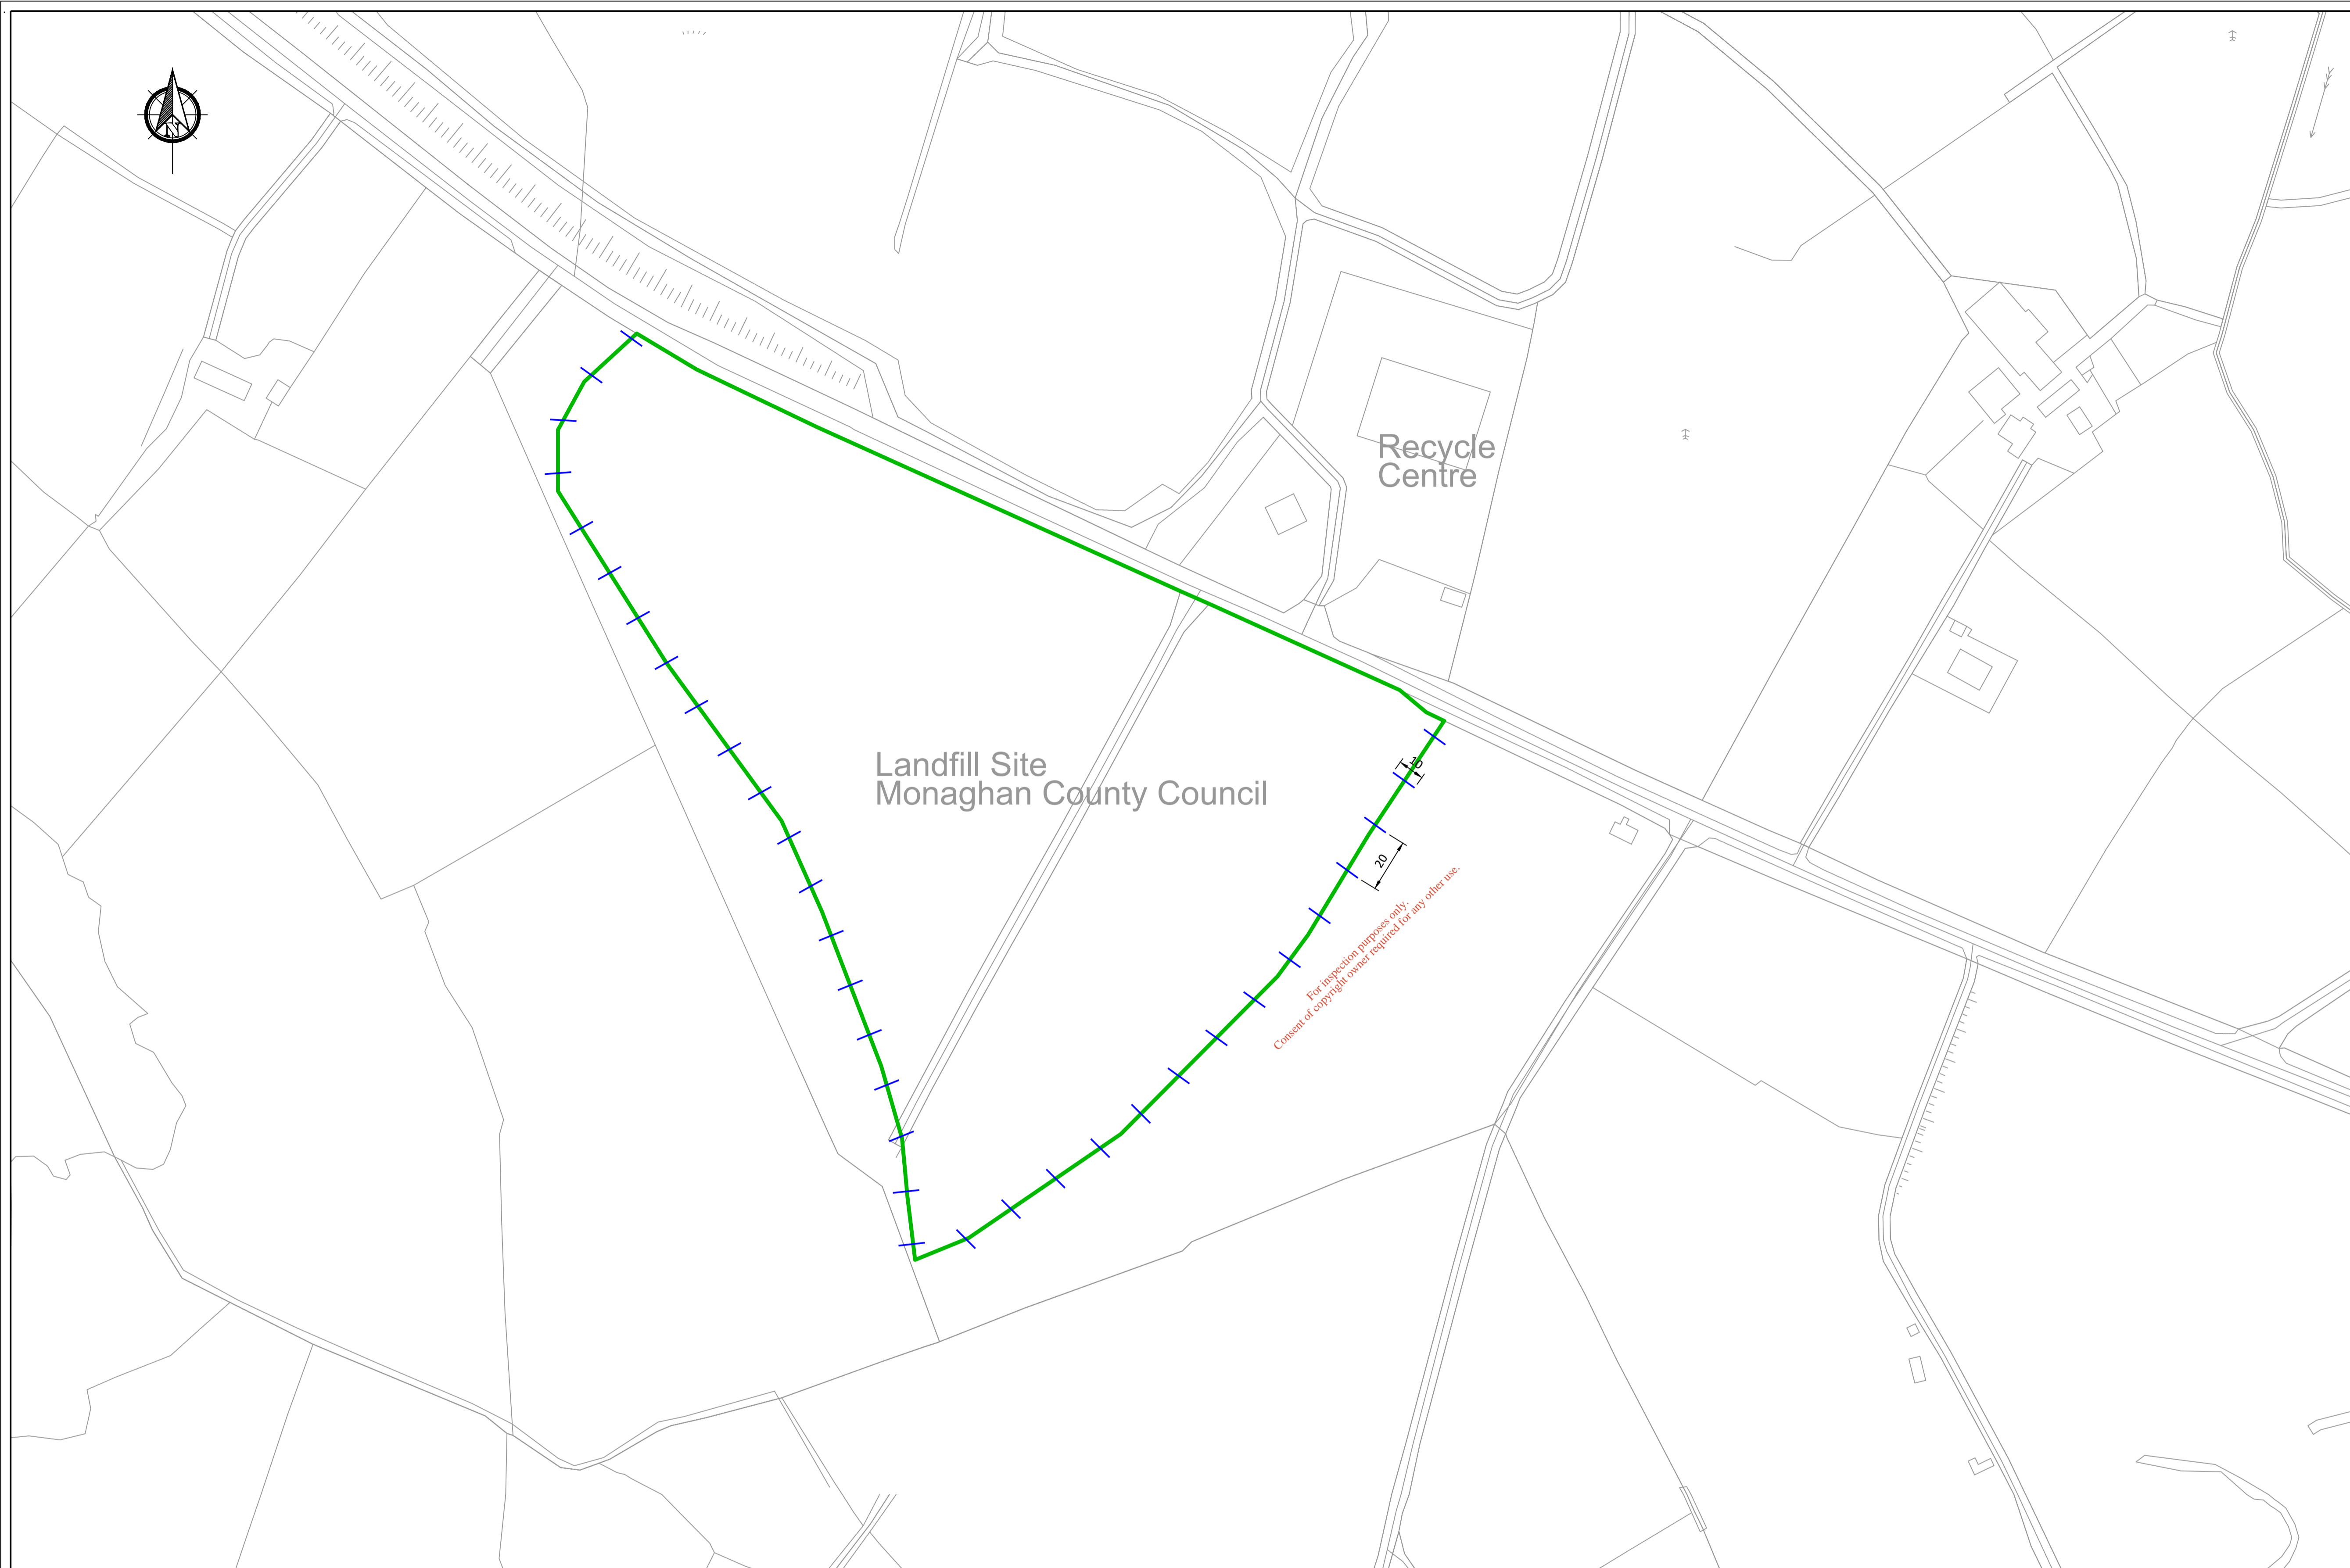 N
Recycle
Centre
Landfill Site
Monaghan County Council
10
20
For inspection purposes only.
Consent of copyright owner required for any other use.